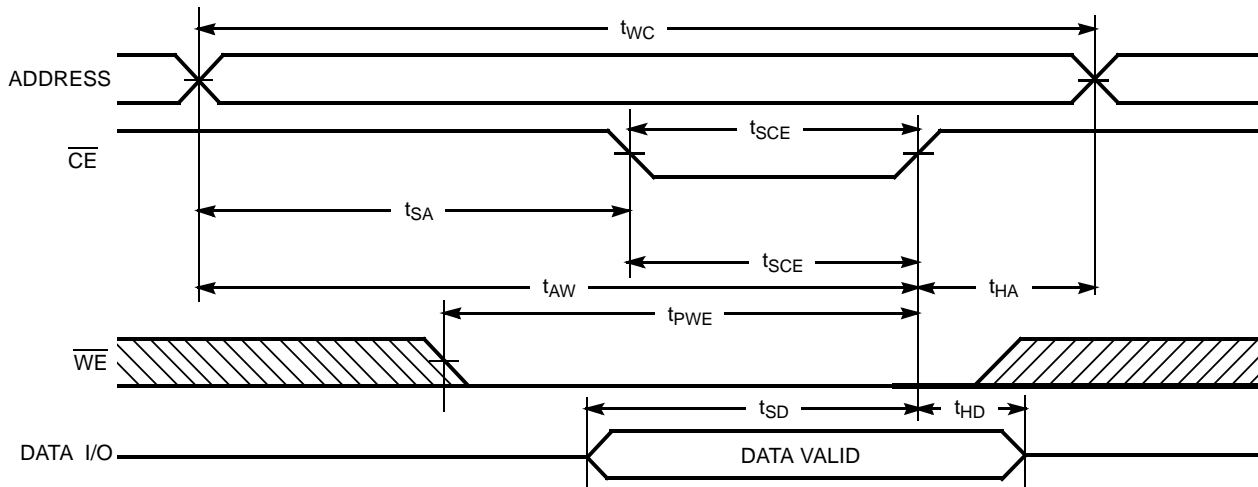 tWC
ADDRESS
tSCE
CE
tSA
tSCE
tAW
tHA
tPWE
WE
tSD
tHD
DATA I/O
DATA VALID